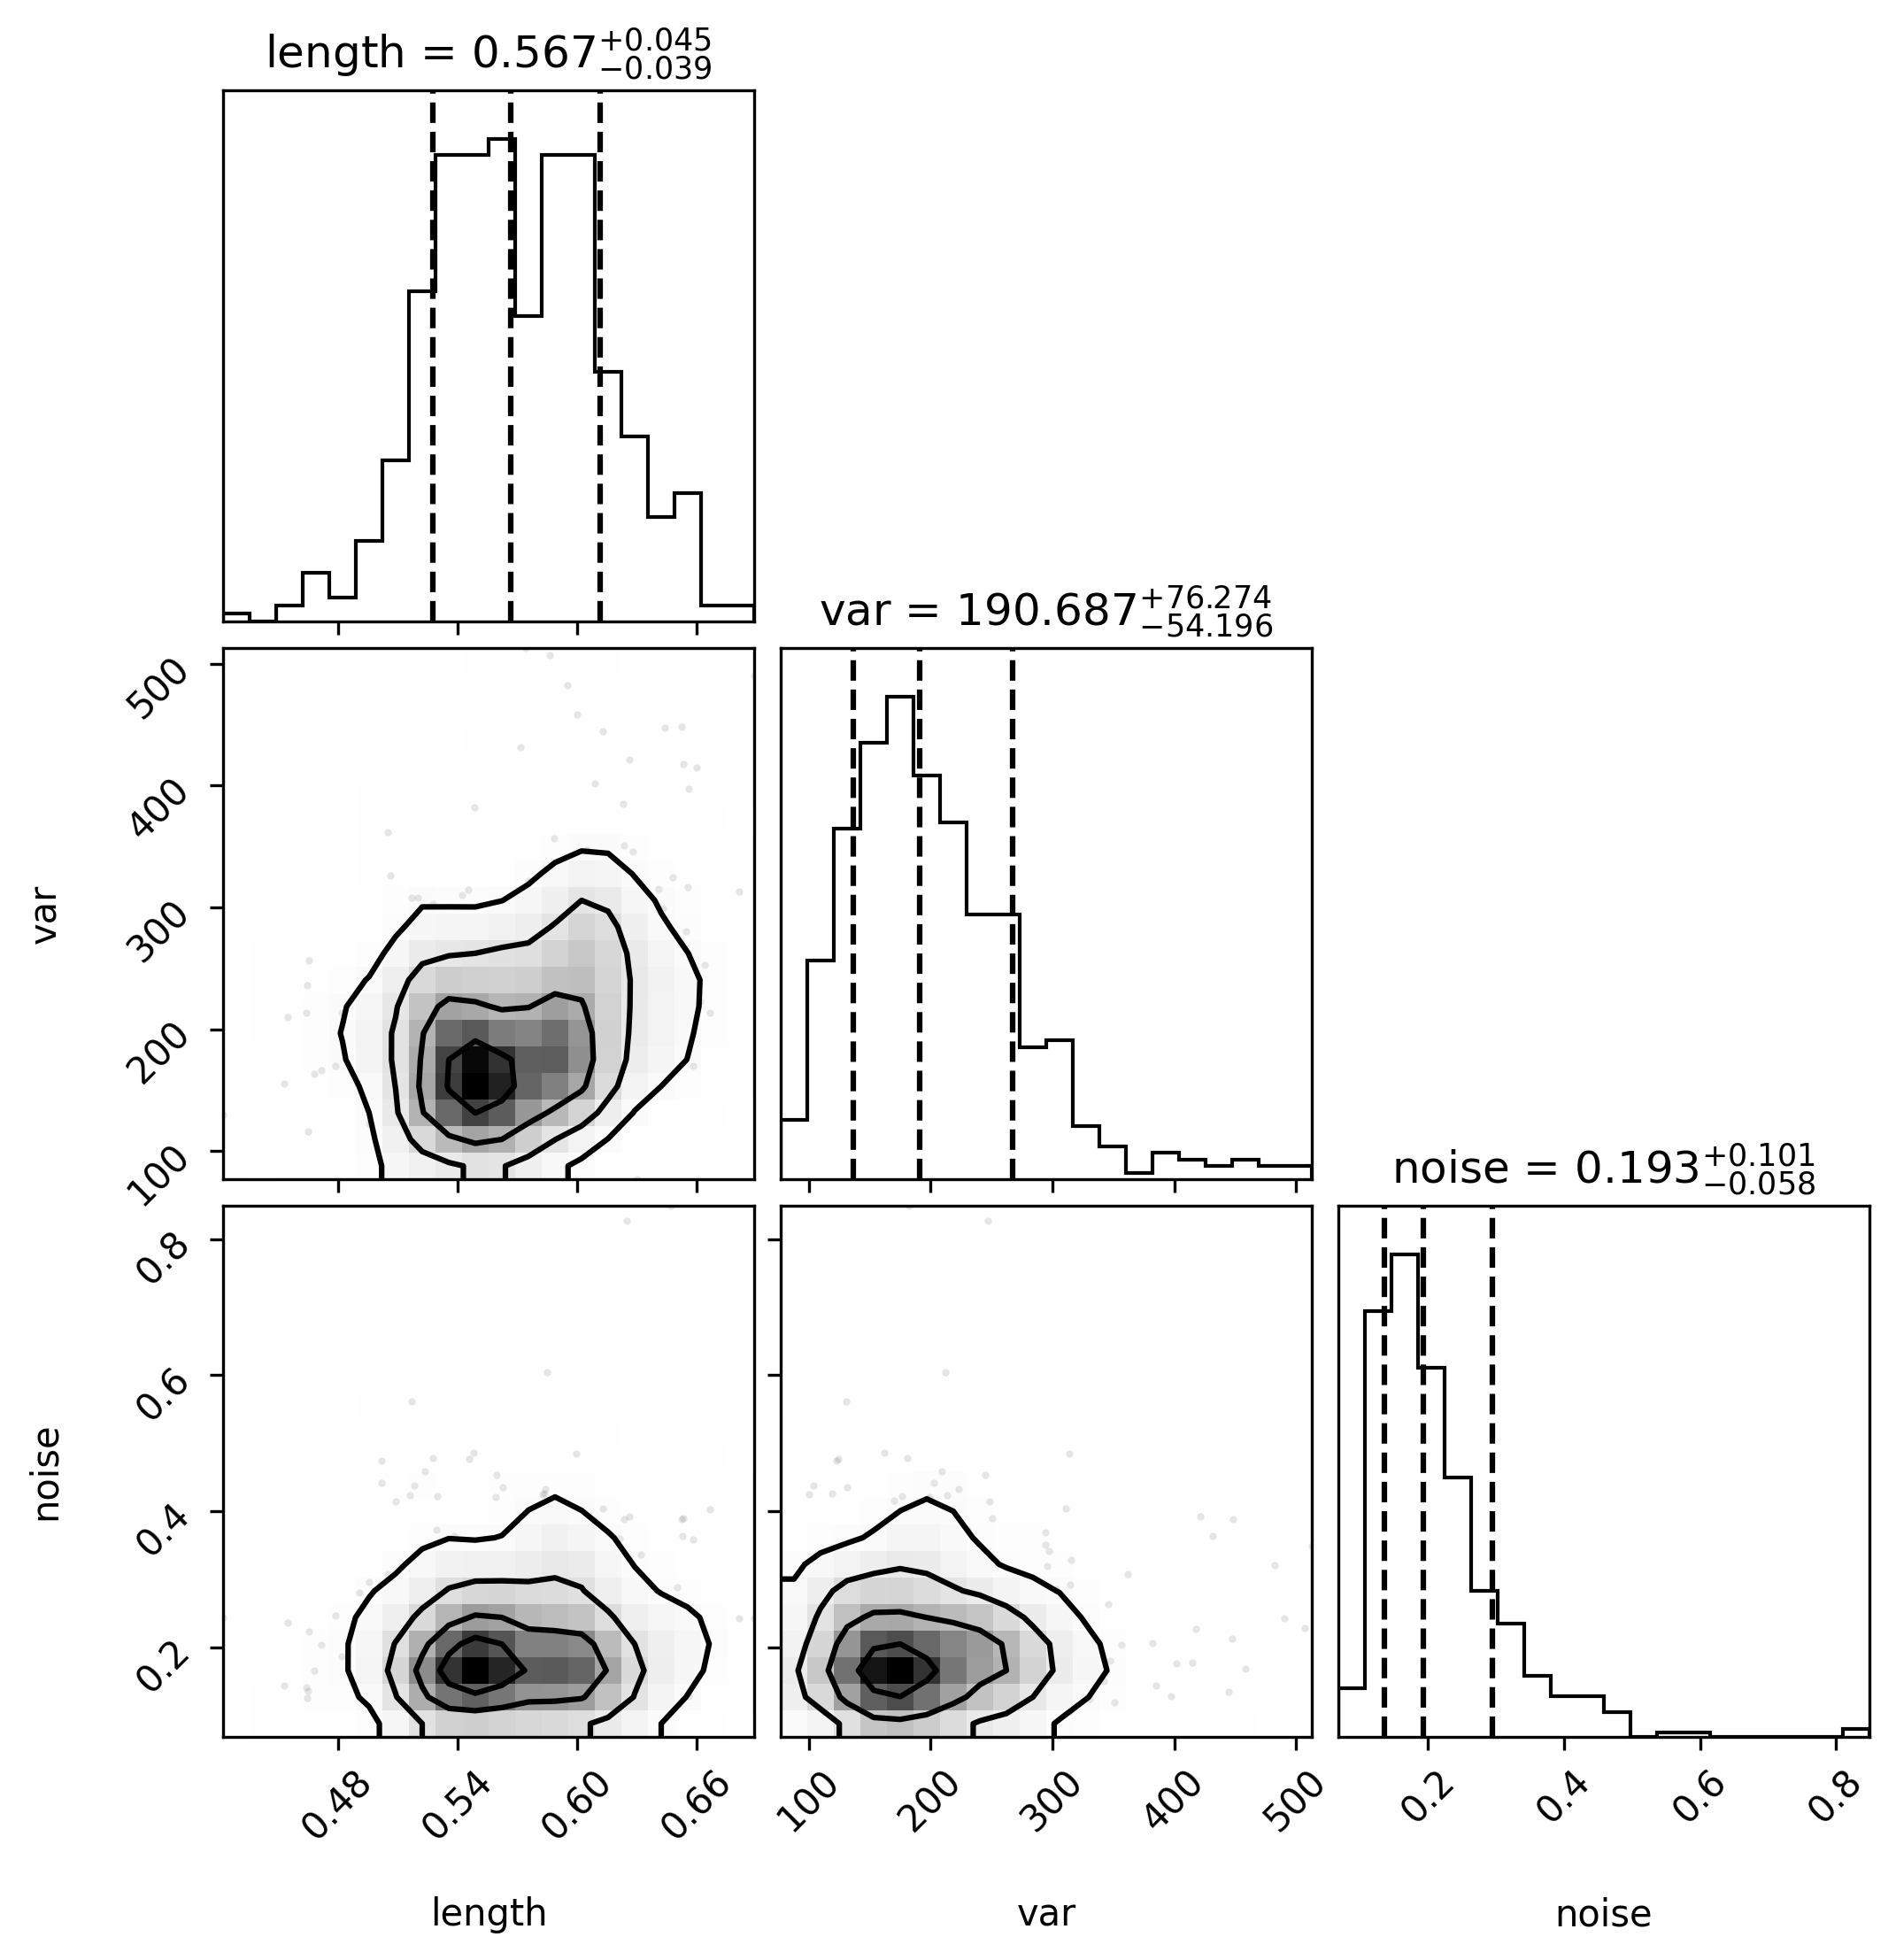 length = 0.567 +0.045 −0.039
var = 190.687 +76.274 −54.196
500
400
300
200
100
var
noise = 0.193 +0.101 −0.058
0.8
0.6
0.4
0.2
noise
0.48 0.54 0.60 0.66 100 200 300 400 500 0.2 0.4 0.6 0.8
length var noise